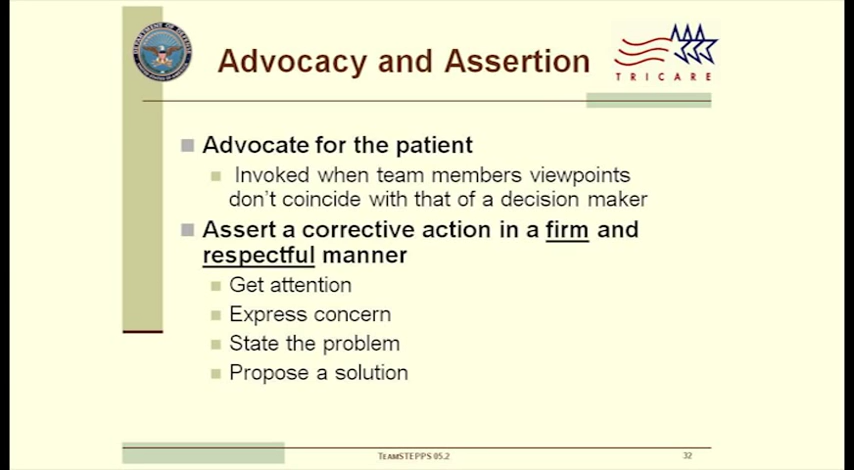 Advocacy and Assertion
TRICARE
Advocate for the patient
Invoked when team members viewpoints
don't coincide with that of a decision maker
Assert a corrective action in a firm and
respectful manner
Get attention
Express concern
State the problem
Propose a solution
TEAMSTEPPS 05.2
32